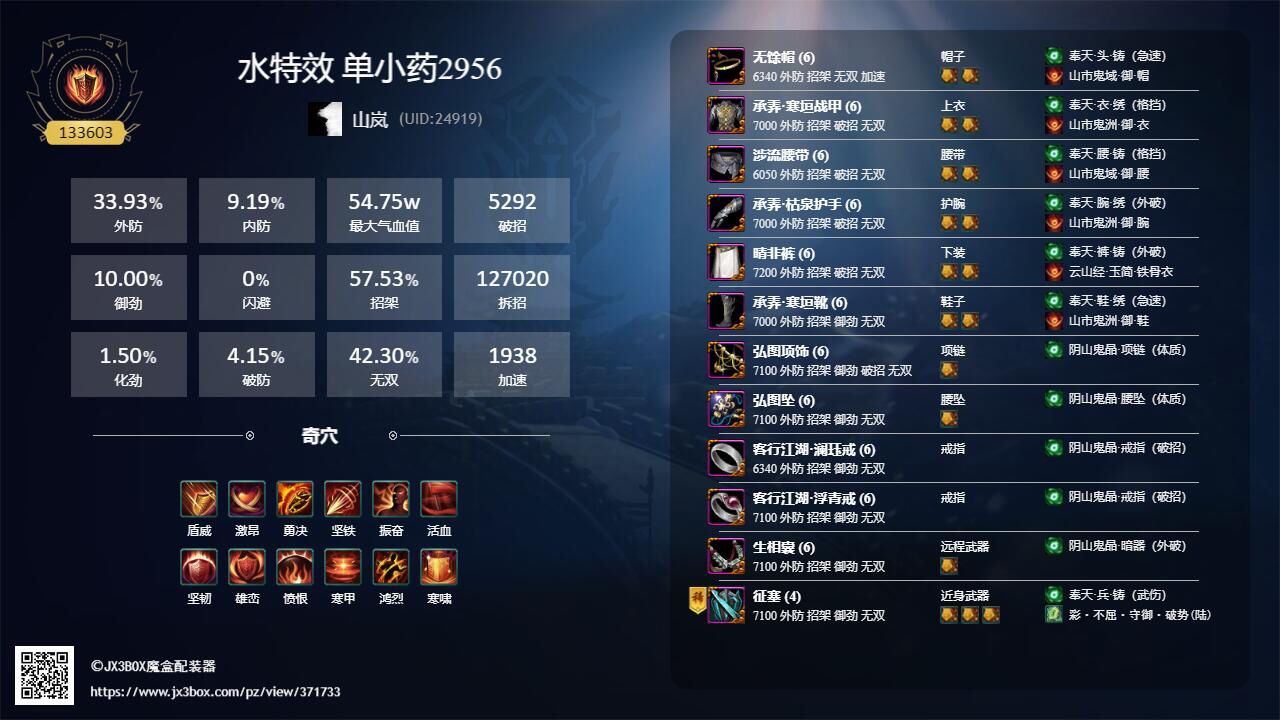 133603
水特效 单小药2956
山岚 (UID:24919)
33.93% 9.19% 54.75w 5292
外防 内防 最大气血值 破招
10.00% 0% 57.53% 127020
御劲 闪避 招架 拆招
1.50% 4.15% 42.30% 1938
化劲 破防 无双 加速
奇穴
盾威 激昂 勇决 坚铁 振奋 活血
坚韧 雄峦 愤恨 寒甲 鸿烈 寒啸
©JX3BOX魔盒配装器
https://www.jx3box.com/pz/view/371733
无馀帽 (6) 帽子 奉天·头·铸（急速）
6340 外防 招架 无双 加速 山市鬼域·御·帽
承弄·寒洹战甲 (6) 上衣 奉天·衣·绣（格挡）
7000 外防 招架 破招 无双 山市鬼洲·御·衣
涉流腰带 (6) 腰带 奉天·腰·铸（格挡）
6050 外防 招架 破招 无双 山市鬼域·御·腰
承弄·枯泉护手 (6) 护腕 奉天·腕·绣（外破）
7000 外防 招架 破招 无双 山市鬼洲·御·腕
晴非裤 (6) 下装 奉天·裤·铸（外破）
7200 外防 招架 破招 无双 云山经·玉简·铁骨衣
承弄·寒洹靴 (6) 鞋子 奉天·鞋·绣（急速）
7000 外防 招架 御劲 无双 山市鬼洲·御·鞋
弘图项饰 (6) 项链 阴山鬼晶·项链（体质）
7100 外防 招架 御劲 破招 无双
弘图坠 (6) 腰坠 阴山鬼晶·腰坠（体质）
7100 外防 招架 御劲 无双
客行江湖·澜珏戒 (6) 戒指 阴山鬼晶·戒指（破招）
6340 外防 招架 御劲 无双
客行江湖·浮青戒 (6) 戒指 阴山鬼晶·戒指（破招）
7100 外防 招架 御劲 无双
生相囊 (6) 远程武器 阴山鬼晶·暗器（外破）
7100 外防 招架 御劲 无双
稀 征塞 (4) 近身武器 奉天·兵·铸（武伤）
7100 外防 招架 御劲 无双 彩·不屈·守御·破势(陆)